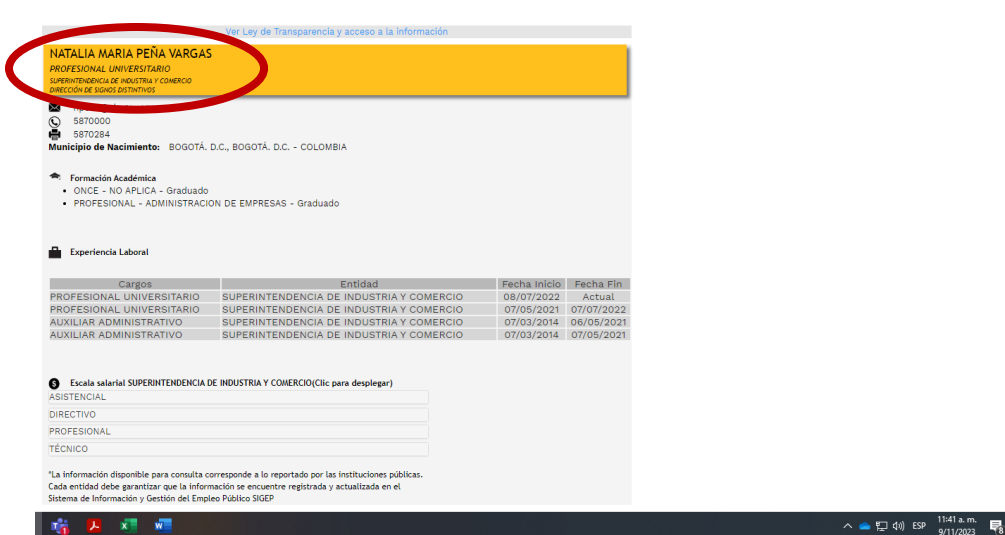 Ver Ley de Transparencia y acceso a la información
NATALIA MARIA PEÑA VARGAS
PROFESIONAL UNIVERSITARIO
SUPERINTENDENCIA DE INDUSTRIA Y COMERCIO
DIRECCIÓN DE SIGNOS DISTINTIVOS
5870000
5870284
Municipio de Nacimiento: BOGOTÁ. D.C., BOGOTÁ. D.C. - COLOMBIA
Formación Académica
• ONCE - NO APLICA - Graduado
• PROFESIONAL - ADMINISTRACION DE EMPRESAS - Graduado
Experiencia Laboral
Cargos Entidad Fecha Inicio Fecha Fin
PROFESIONAL UNIVERSITARIO SUPERINTENDENCIA DE INDUSTRIA Y COMERCIO 08/07/2022 Actual
PROFESIONAL UNIVERSITARIO SUPERINTENDENCIA DE INDUSTRIA Y COMERCIO 07/05/2021 07/07/2022
AUXILIAR ADMINISTRATIVO SUPERINTENDENCIA DE INDUSTRIA Y COMERCIO 07/03/2014 06/05/2021
AUXILIAR ADMINISTRATIVO SUPERINTENDENCIA DE INDUSTRIA Y COMERCIO 07/03/2014 07/05/2021
Escala salarial SUPERINTENDENCIA DE INDUSTRIA Y COMERCIO(Clic para desplegar)
ASISTENCIAL
DIRECTIVO
PROFESIONAL
TÉCNICO
*La información disponible para consulta corresponde a lo reportado por las instituciones públicas.
Cada entidad debe garantizar que la información se encuentre registrada y actualizada en el
Sistema de Información y Gestión del Empleo Público SIGEP
ESP 11:41 a. m.
9/11/2023